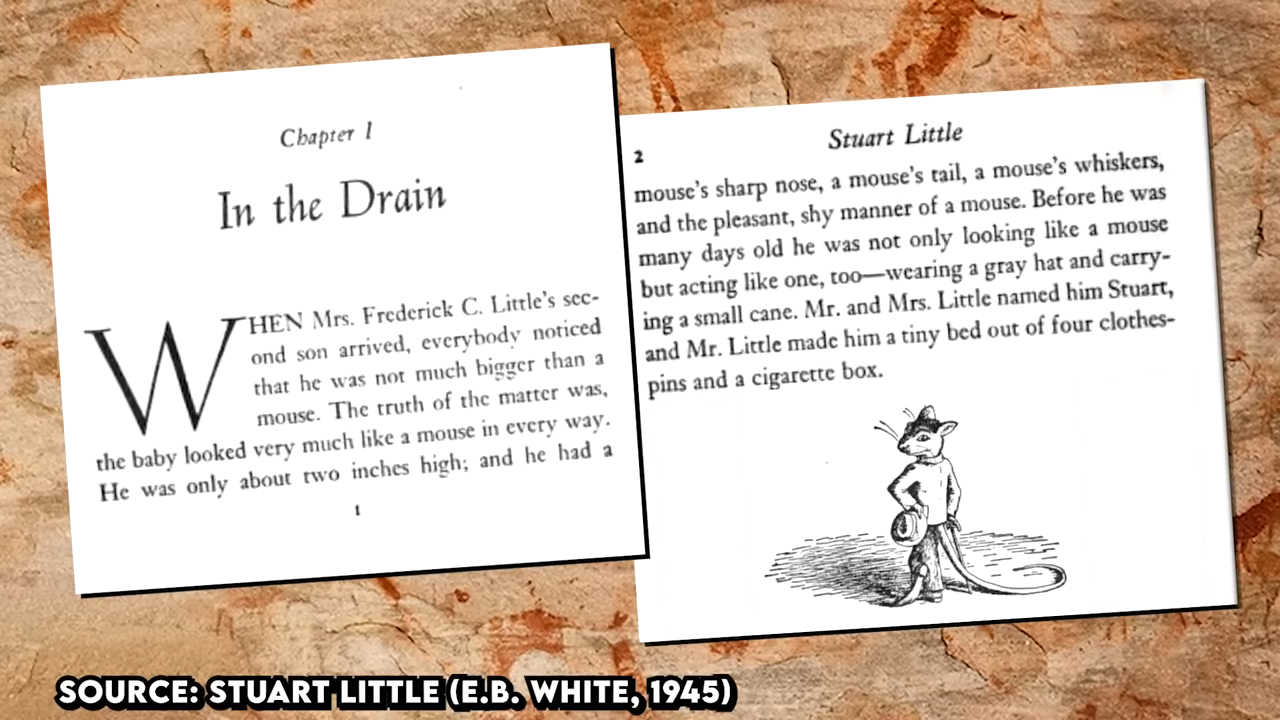 Chapter I
In the Drain
WHEN Mrs. Frederick C. Little's sec-
ond son arrived, everybody noticed
that he was not much bigger than a
mouse. The truth of the matter was,
the baby looked very much like a mouse in every way.
He was only about two inches high; and he had a
1
2
Stuart Little
mouse's sharp nose, a mouse's tail, a mouse's whiskers,
and the pleasant, shy manner of a mouse. Before he was
many days old he was not only looking like a mouse
but acting like one, too—wearing a gray hat and carry-
ing a small cane. Mr. and Mrs. Little named him Stuart,
and Mr. Little made him a tiny bed out of four clothes-
pins and a cigarette box.
SOURCE: STUART LITTLE (E.B. WHITE, 1945)